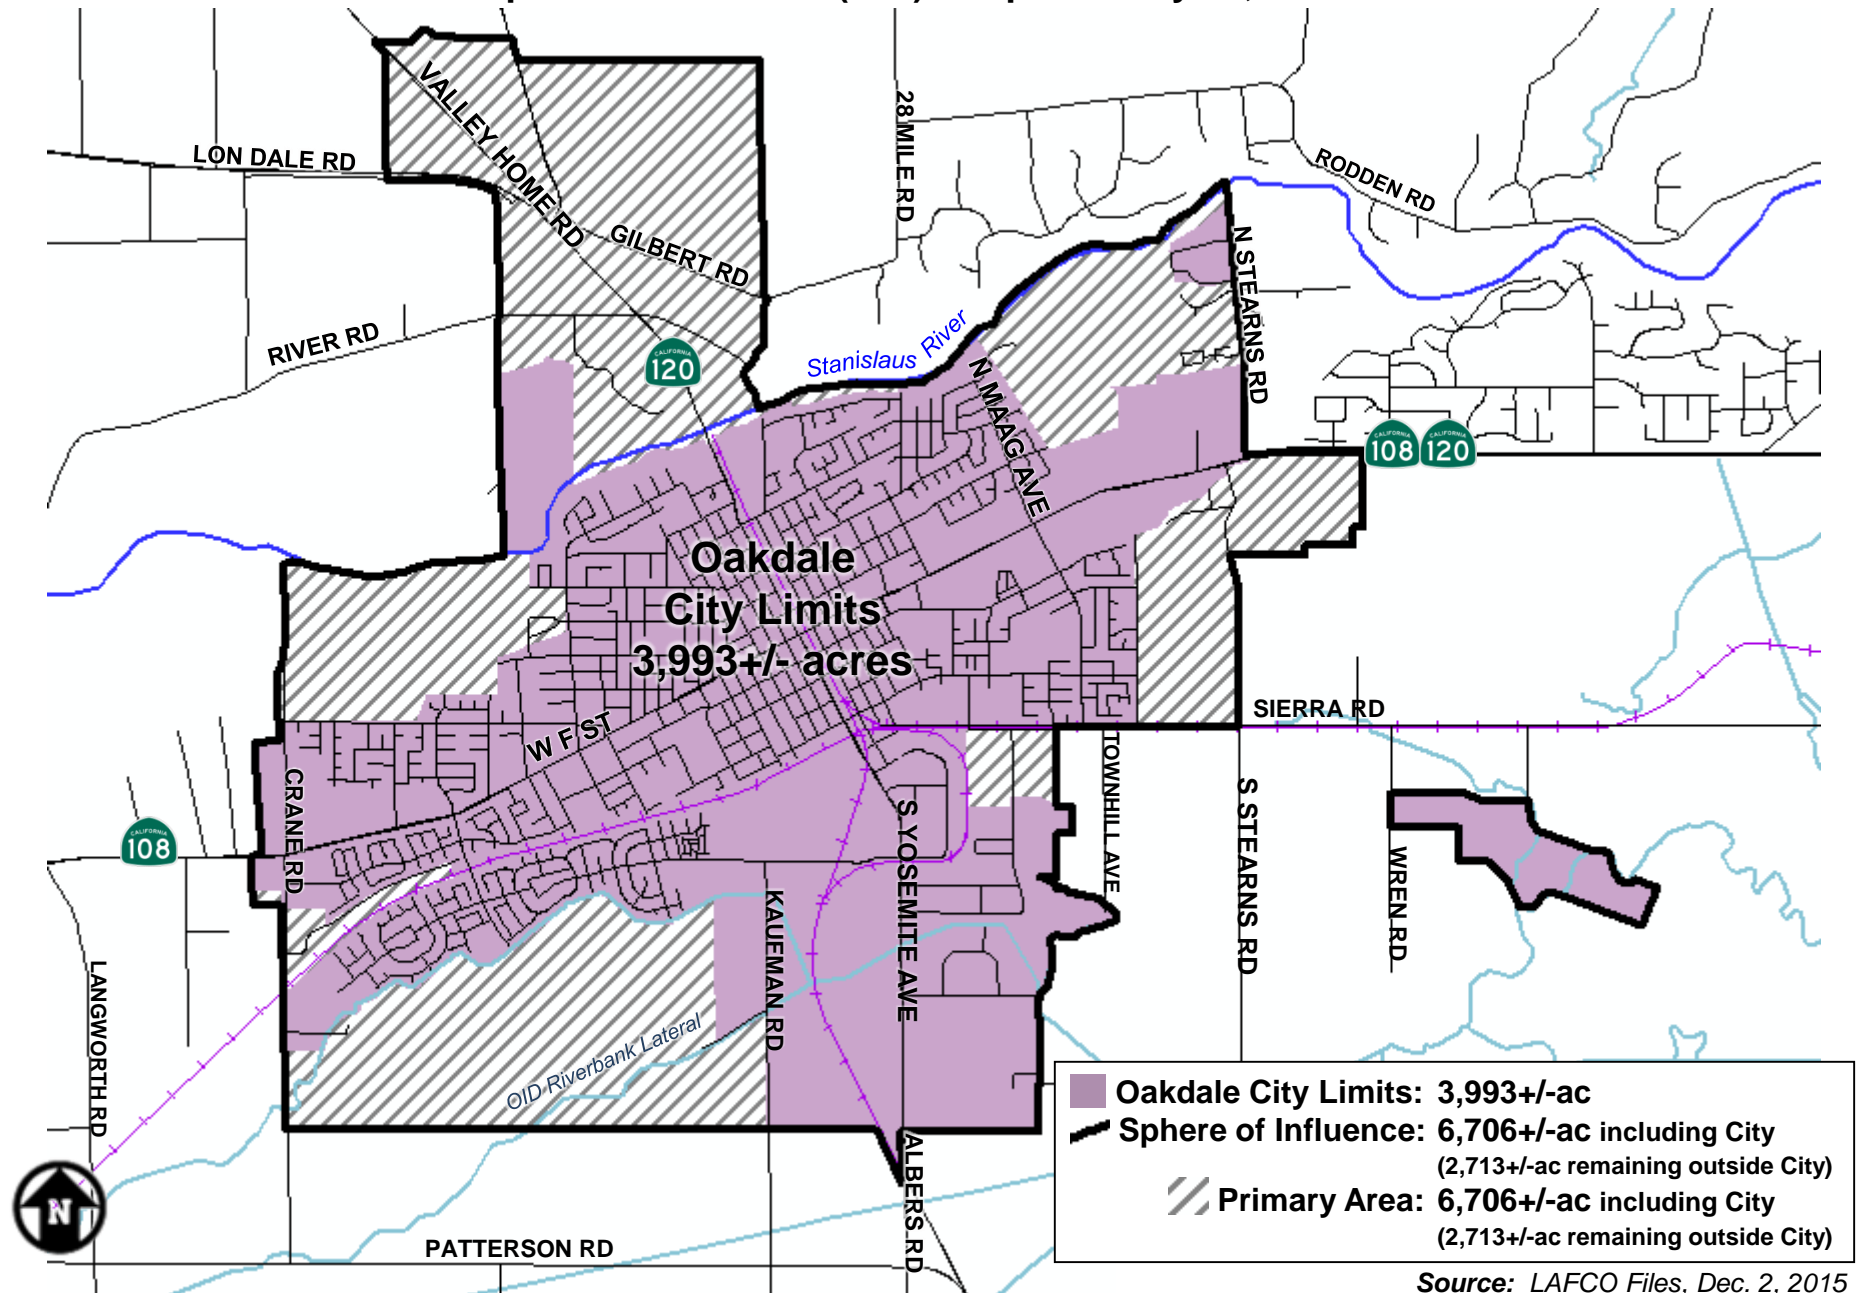 VALLEY HOME RD
28 MILE RD
LON DALE RD
RODDEN RD
GILBERT RD
N STEARNS RD
RIVER RD
Stanislaus River
CALIFORNIA
120
N MAAG AVE
CALIFORNIA
108
CALIFORNIA
120
Oakdale
City Limits
3,993+/- acres
SIERRA RD
W F ST
CRANE RD
TOWNHILL AVE
S STEARNS RD
S YOSEMITE AVE
CALIFORNIA
108
WREN RD
KAUFMAN RD
LANGWORTH RD
OID Riverbank Lateral
Oakdale City Limits: 3,993+/-ac
Sphere of Influence: 6,706+/-ac including City
(2,713+/-ac remaining outside City)
Primary Area: 6,706+/-ac including City
(2,713+/-ac remaining outside City)
ALBERS RD
N
PATTERSON RD
Source: LAFCO Files, Dec. 2, 2015